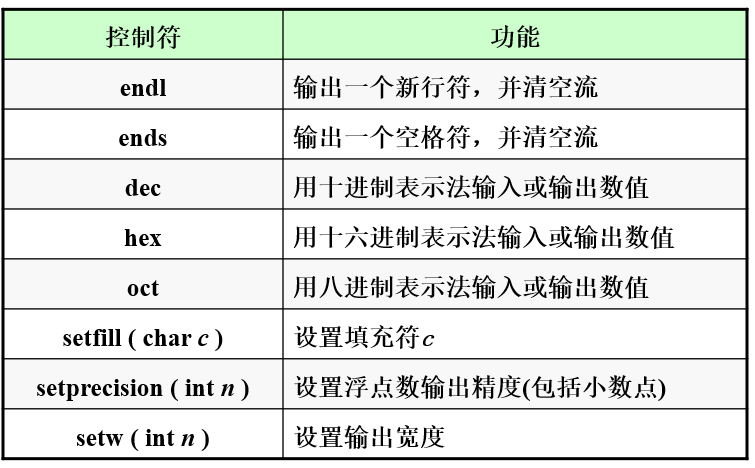 控制符 功能
endl 输出一个新行符，并清空流
ends 输出一个空格符，并清空流
dec 用十进制表示法输入或输出数值
hex 用十六进制表示法输入或输出数值
oct 用八进制表示法输入或输出数值
setfill ( char c ) 设置填充符c
setprecision ( int n ) 设置浮点数输出精度(包括小数点)
setw ( int n ) 设置输出宽度